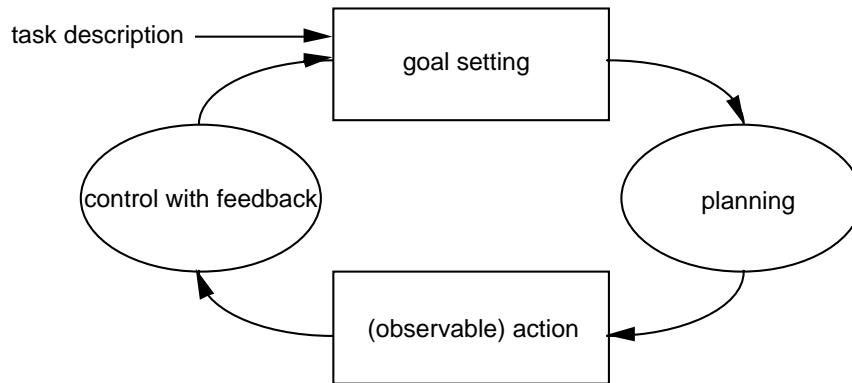 task description
goal setting
control with feedback
planning
(observable) action